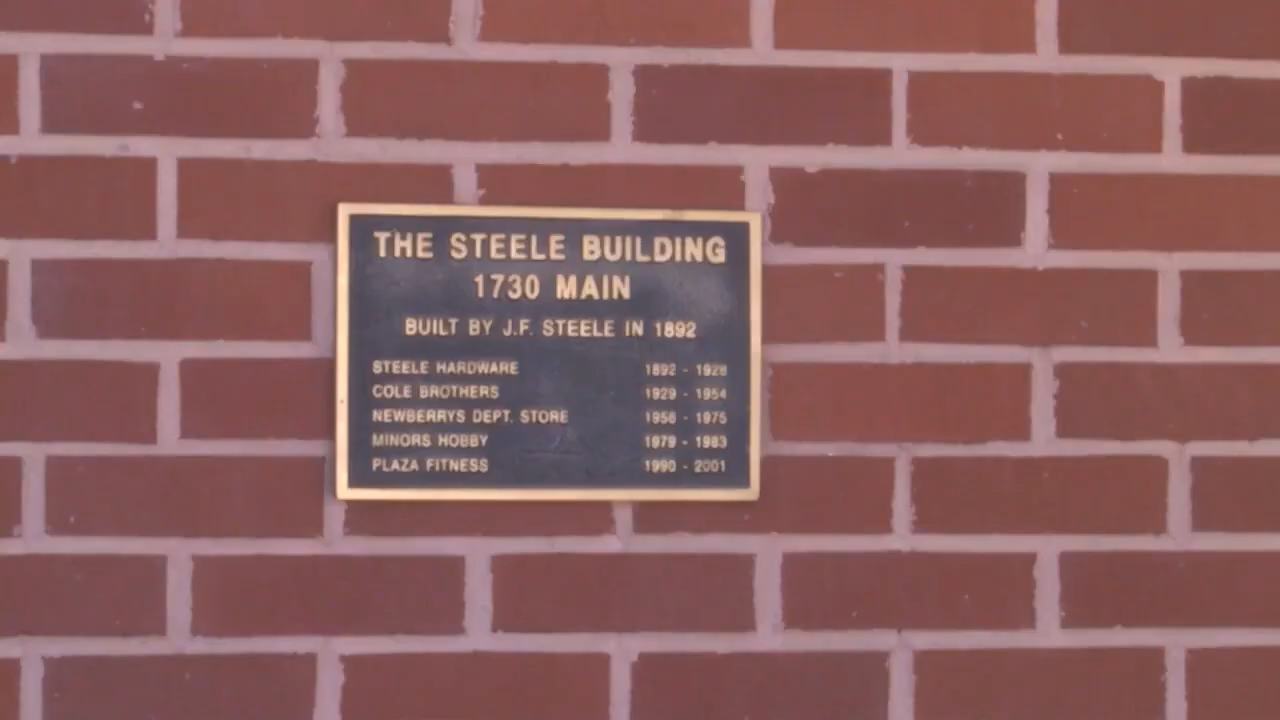 THE STEELE BUILDING
1730 MAIN
BUILT BY J.F. STEELE IN 1892
STEELE HARDWARE 1892 - 1928
COLE BROTHERS 1929 - 1954
NEWBERRYS DEPT. STORE 1956 - 1975
MINORS HOBBY 1979 - 1983
PLAZA FITNESS 1990 - 2001